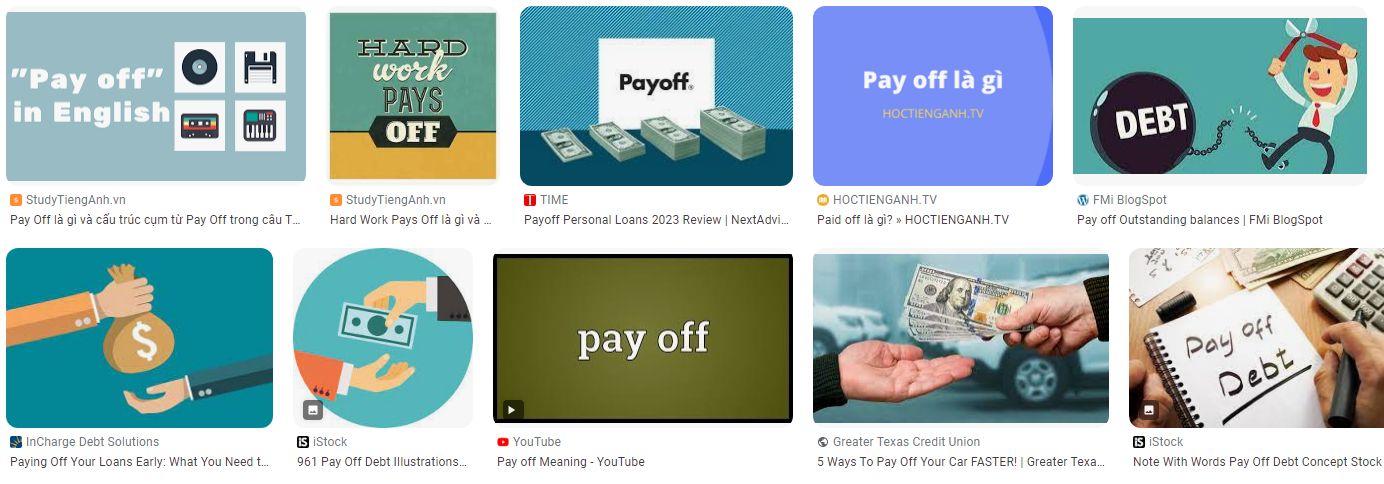 "Pay off"
in English
HARD
work
PAYS
OFF
Payoff®
Pay off là gì
HOCTIENGANH.TV
DEBT
StudyTiengAnh.vn
Pay Off là gì và cấu trúc cụm từ Pay Off trong câu T...
StudyTiengAnh.vn
Hard Work Pays Off là gì và ...
TIME
Payoff Personal Loans 2023 Review | NextAdvi...
HOCTIENGANH.TV
Paid off là gì? » HOCTIENGANH.TV
FMi BlogSpot
Pay off Outstanding balances | FMi BlogSpot
$
pay off
Pay off
Debt
InCharge Debt Solutions
Paying Off Your Loans Early: What You Need t...
iStock
961 Pay Off Debt Illustrations...
YouTube
Pay off Meaning - YouTube
Greater Texas Credit Union
5 Ways To Pay Off Your Car FASTER! | Greater Texa...
iStock
Note With Words Pay Off Debt Concept Stock